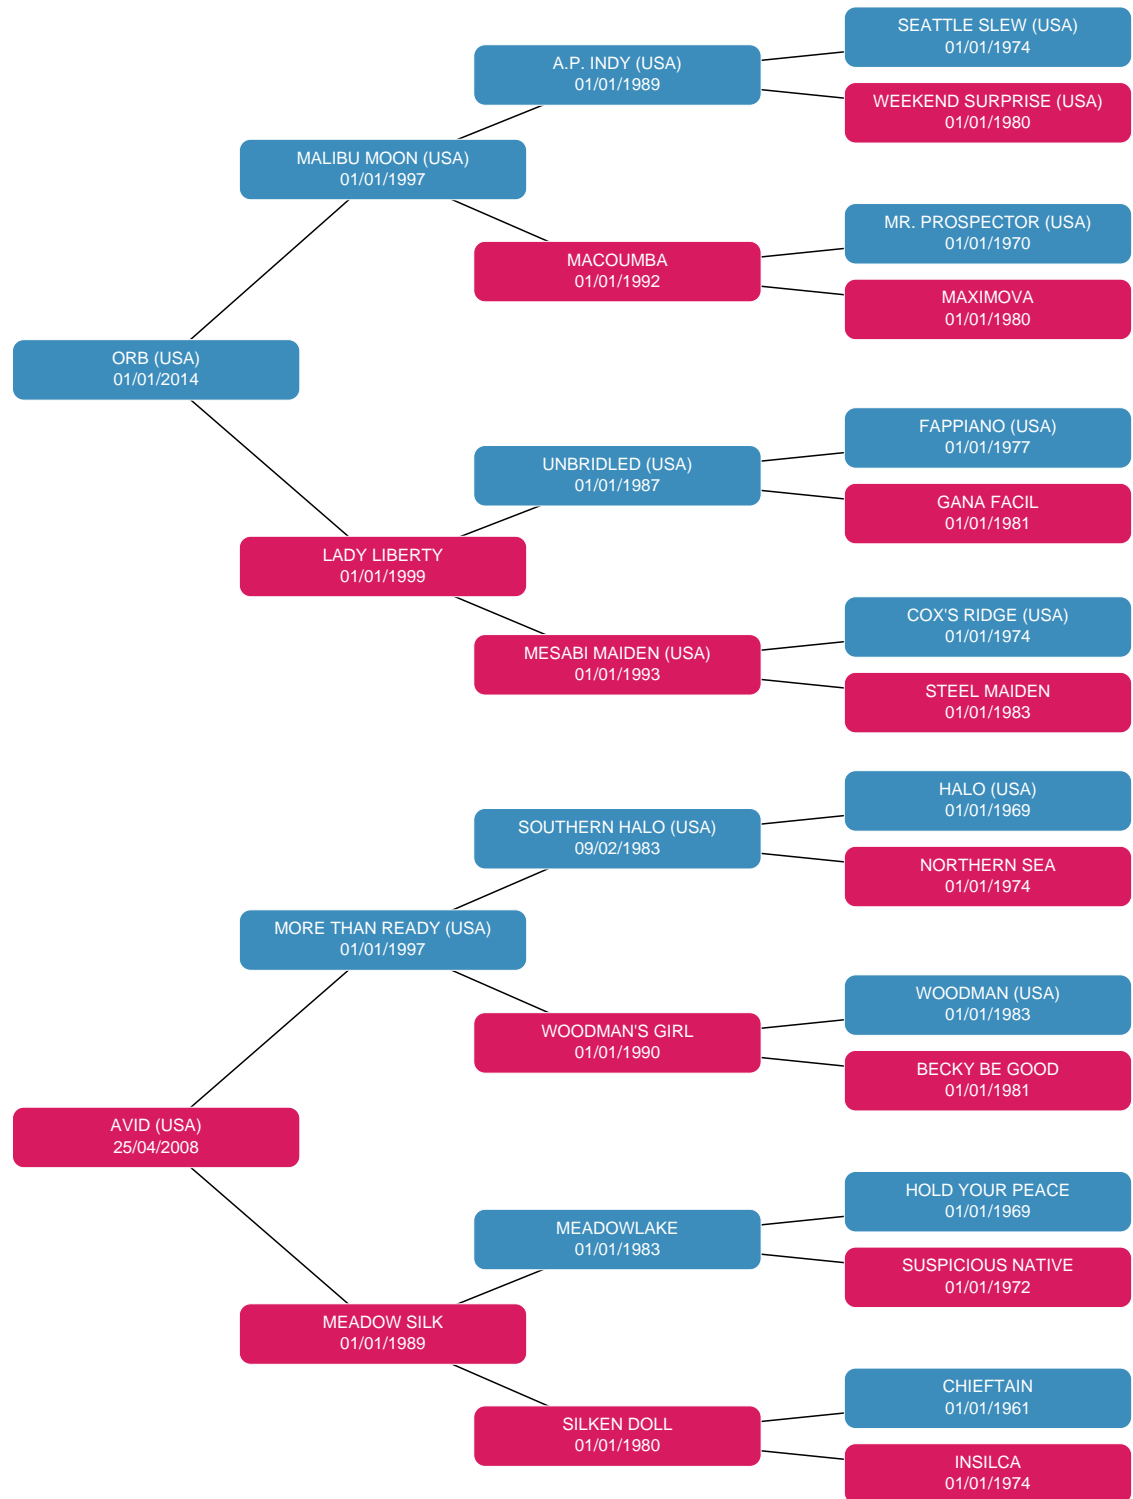 SEATTLE SLEW (USA)
01/01/1974
A.P. INDY (USA)
01/01/1989
WEEKEND SURPRISE (USA)
01/01/1980
MALIBU MOON (USA)
01/01/1997
MR. PROSPECTOR (USA)
01/01/1970
MACOUMBA
01/01/1992
MAXIMOVA
01/01/1980
ORB (USA)
01/01/2014
FAPPIANO (USA)
01/01/1977
UNBRIDLED (USA)
01/01/1987
GANA FACIL
01/01/1981
LADY LIBERTY
01/01/1999
COX'S RIDGE (USA)
01/01/1974
MESABI MAIDEN (USA)
01/01/1993
STEEL MAIDEN
01/01/1983
HALO (USA)
01/01/1969
SOUTHERN HALO (USA)
09/02/1983
NORTHERN SEA
01/01/1974
MORE THAN READY (USA)
01/01/1997
WOODMAN (USA)
01/01/1983
WOODMAN'S GIRL
01/01/1990
BECKY BE GOOD
01/01/1981
AVID (USA)
25/04/2008
HOLD YOUR PEACE
01/01/1969
MEADOWLAKE
01/01/1983
SUSPICIOUS NATIVE
01/01/1972
MEADOW SILK
01/01/1989
CHIEFTAIN
01/01/1961
SILKEN DOLL
01/01/1980
INSILCA
01/01/1974